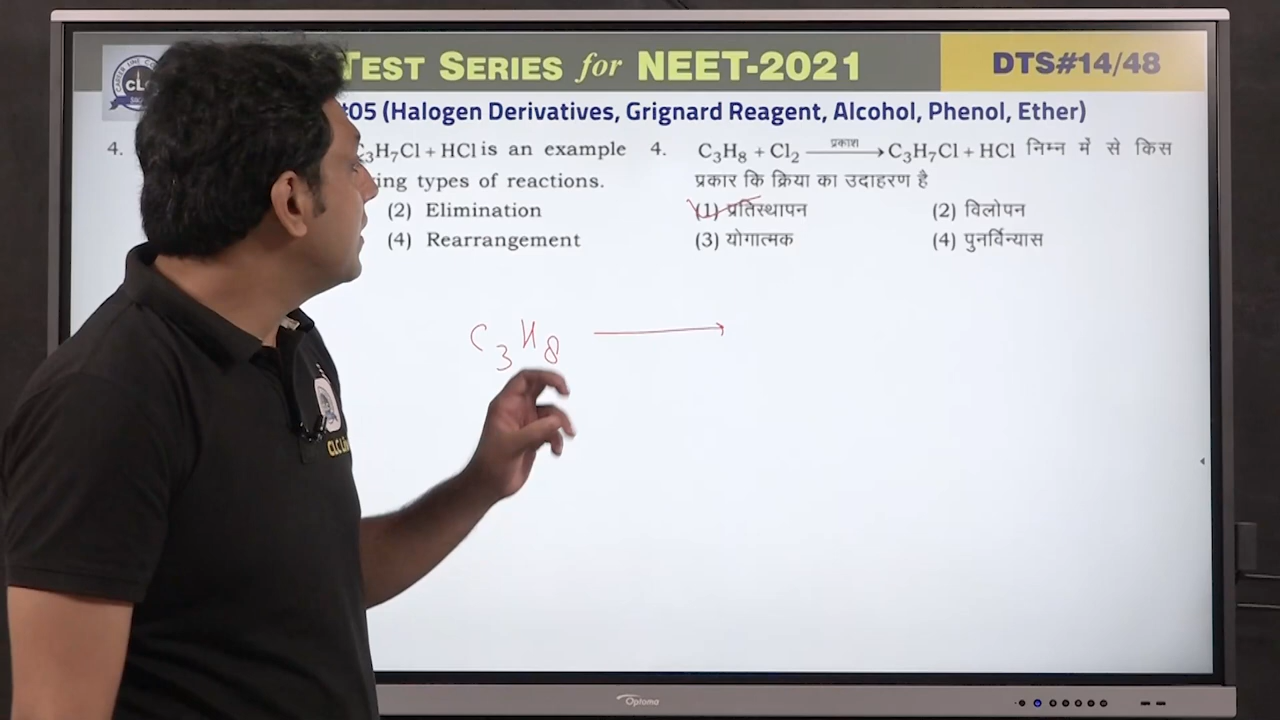 TEST SERIES for NEET-2021
DTS#14/48
05 (Halogen Derivatives, Grignard Reagent, Alcohol, Phenol, Ether)
4. C₃H₇Cl + HCl is an example
ing types of reactions.
(2) Elimination
(4) Rearrangement
4. C₃H₈ + Cl₂ —प्रकाश→ C₃H₇Cl + HCl निम्न में से किस
प्रकार कि क्रिया का उदाहरण है
(1) प्रतिस्थापन (2) विलोपन
(3) योगात्मक (4) पुनर्विन्यास
C₃H₈ →
CLC
Optoma